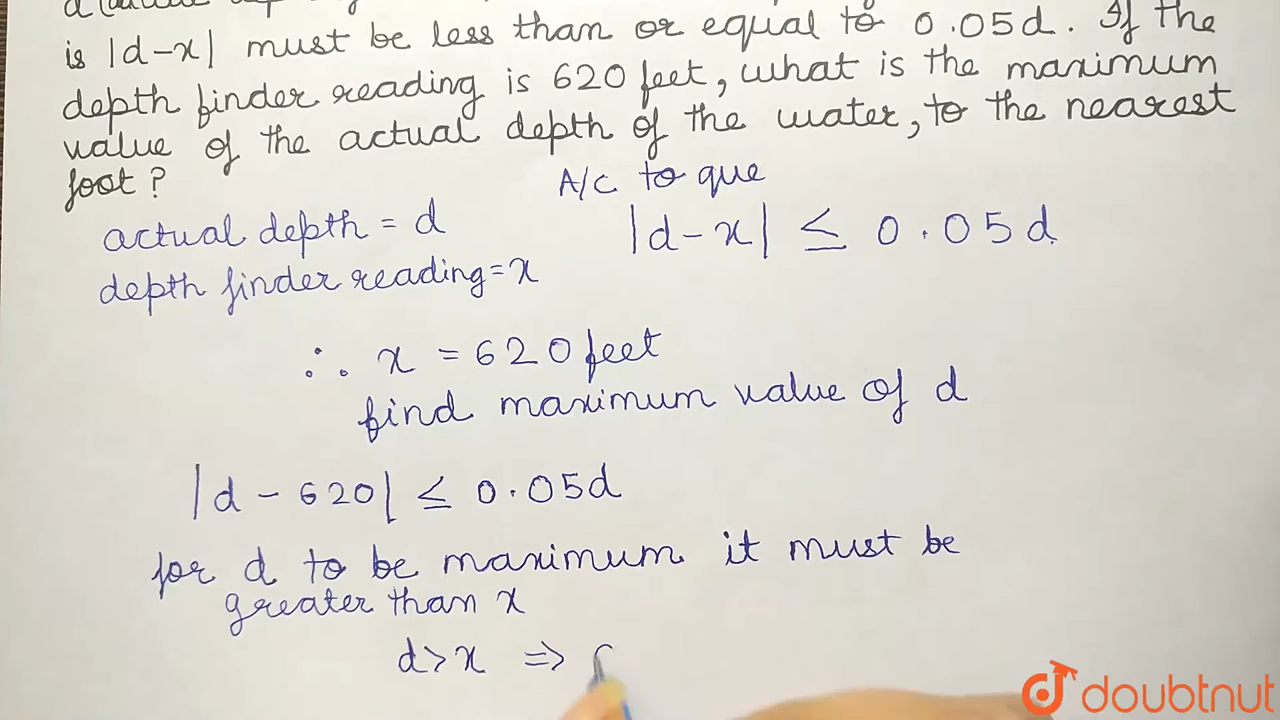 is |d-x| must be less than or equal to 0.05d. If the
depth finder reading is 620 feet, what is the maximum
value of the actual depth of the water, to the nearest
foot?
A/C to que
actual depth = d
|d-x| ≤ 0.05d
depth finder reading = x
∴ x = 620 feet
find maximum value of d
|d - 620| ≤ 0.05d
for d to be maximum it must be
greater than x
d > x ⇒
doubtnut